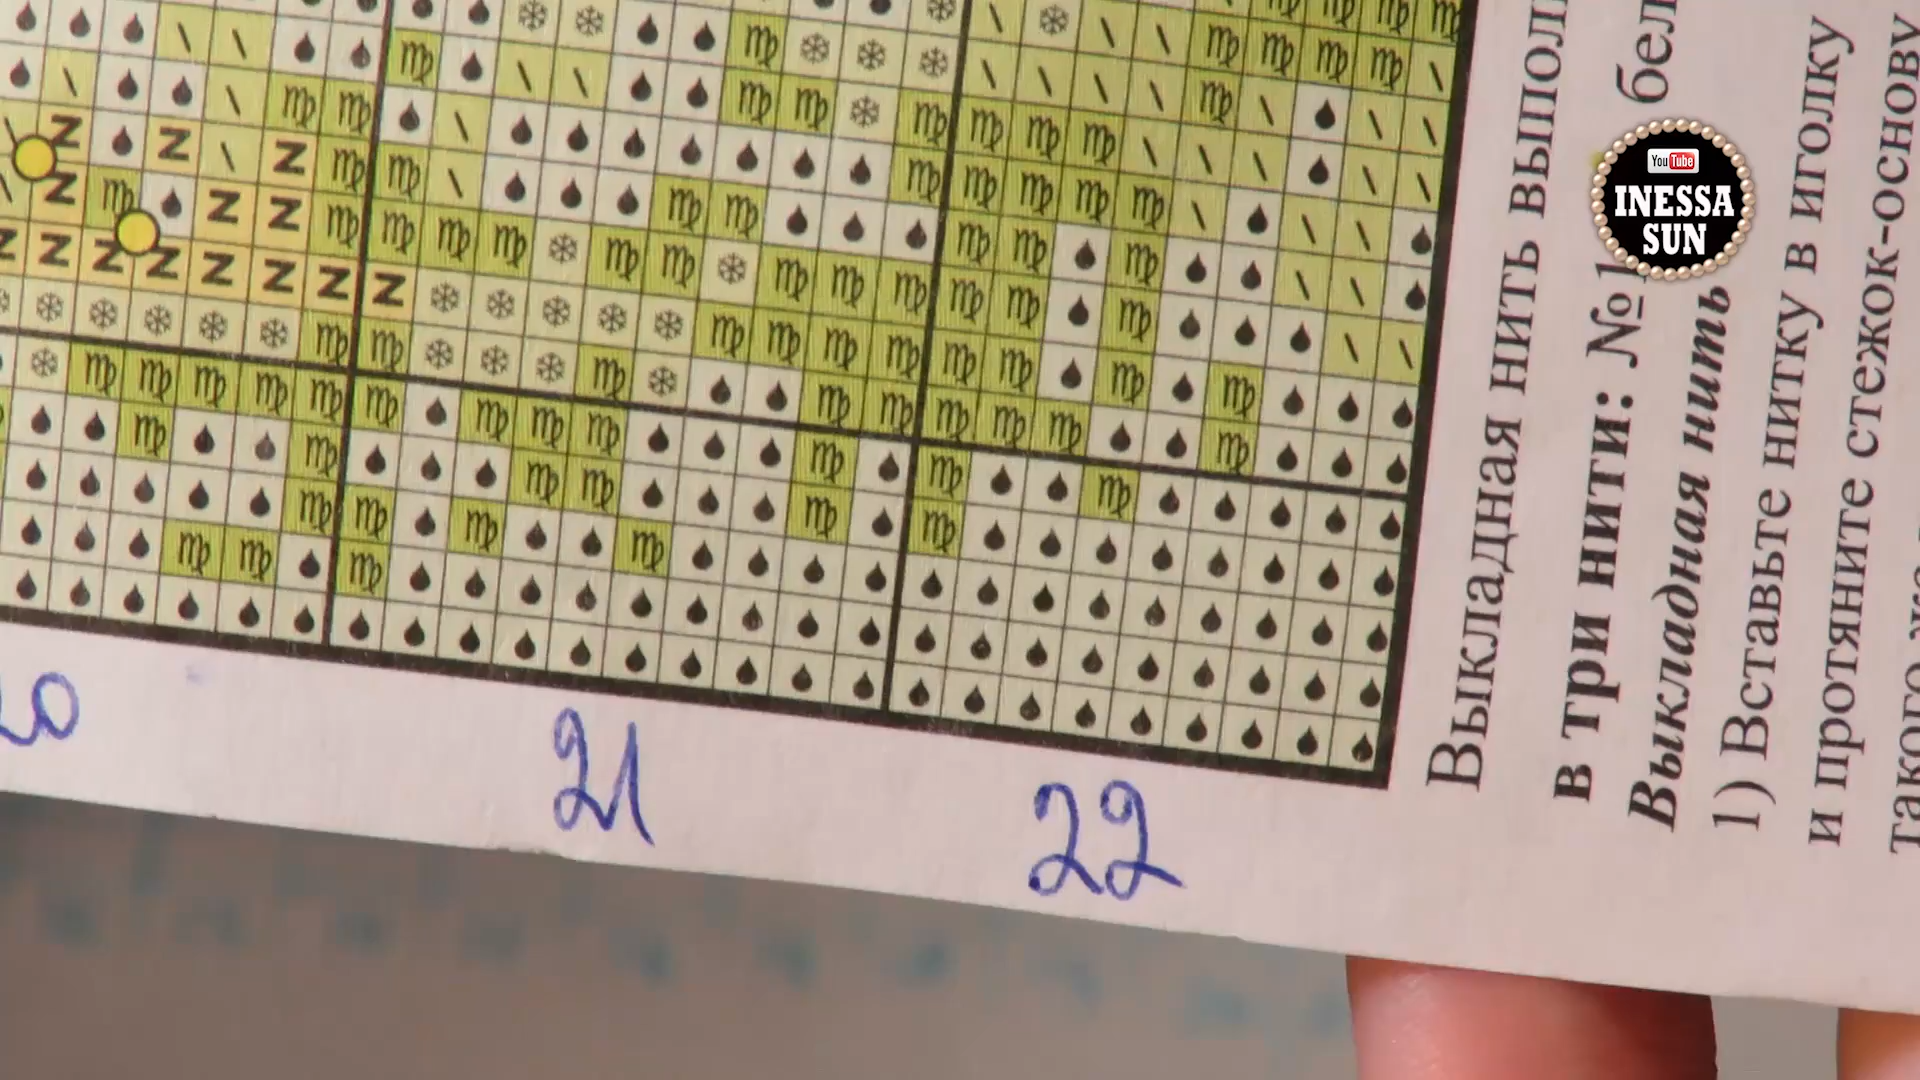 Выкладная нить
в три нити: №1 бел
Выкладная нить
1) Вставьте нитку в иголку
и протяните стежок-основу
YouTube
INESSA
SUN
20
21
22